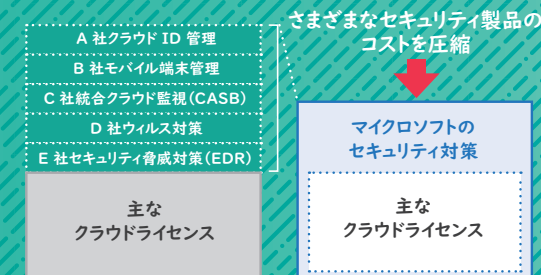 A 社クラウド ID 管理
B 社モバイル端末管理
C 社統合クラウド監視(CASB)
D 社ウィルス対策
E 社セキュリティ脅威対策(EDR)
主な
クラウドライセンス
さまざまなセキュリティ製品の
コストを圧縮
マイクロソフトの
セキュリティ対策
主な
クラウドライセンス